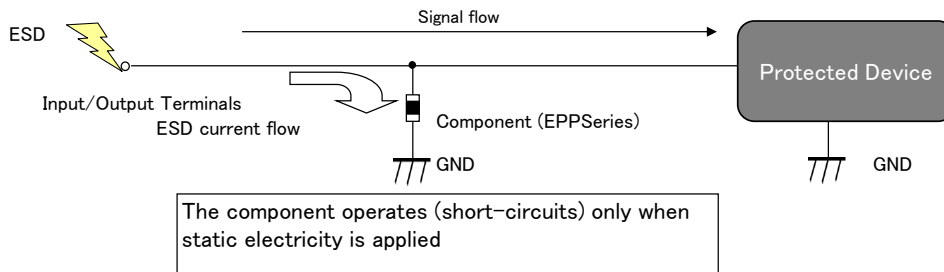 Signal flow
ESD
Protected Device
Input/Output Terminals
ESD current flow
Component (EPPSeries)
GND
GND
The component operates (short-circuits) only when
static electricity is applied